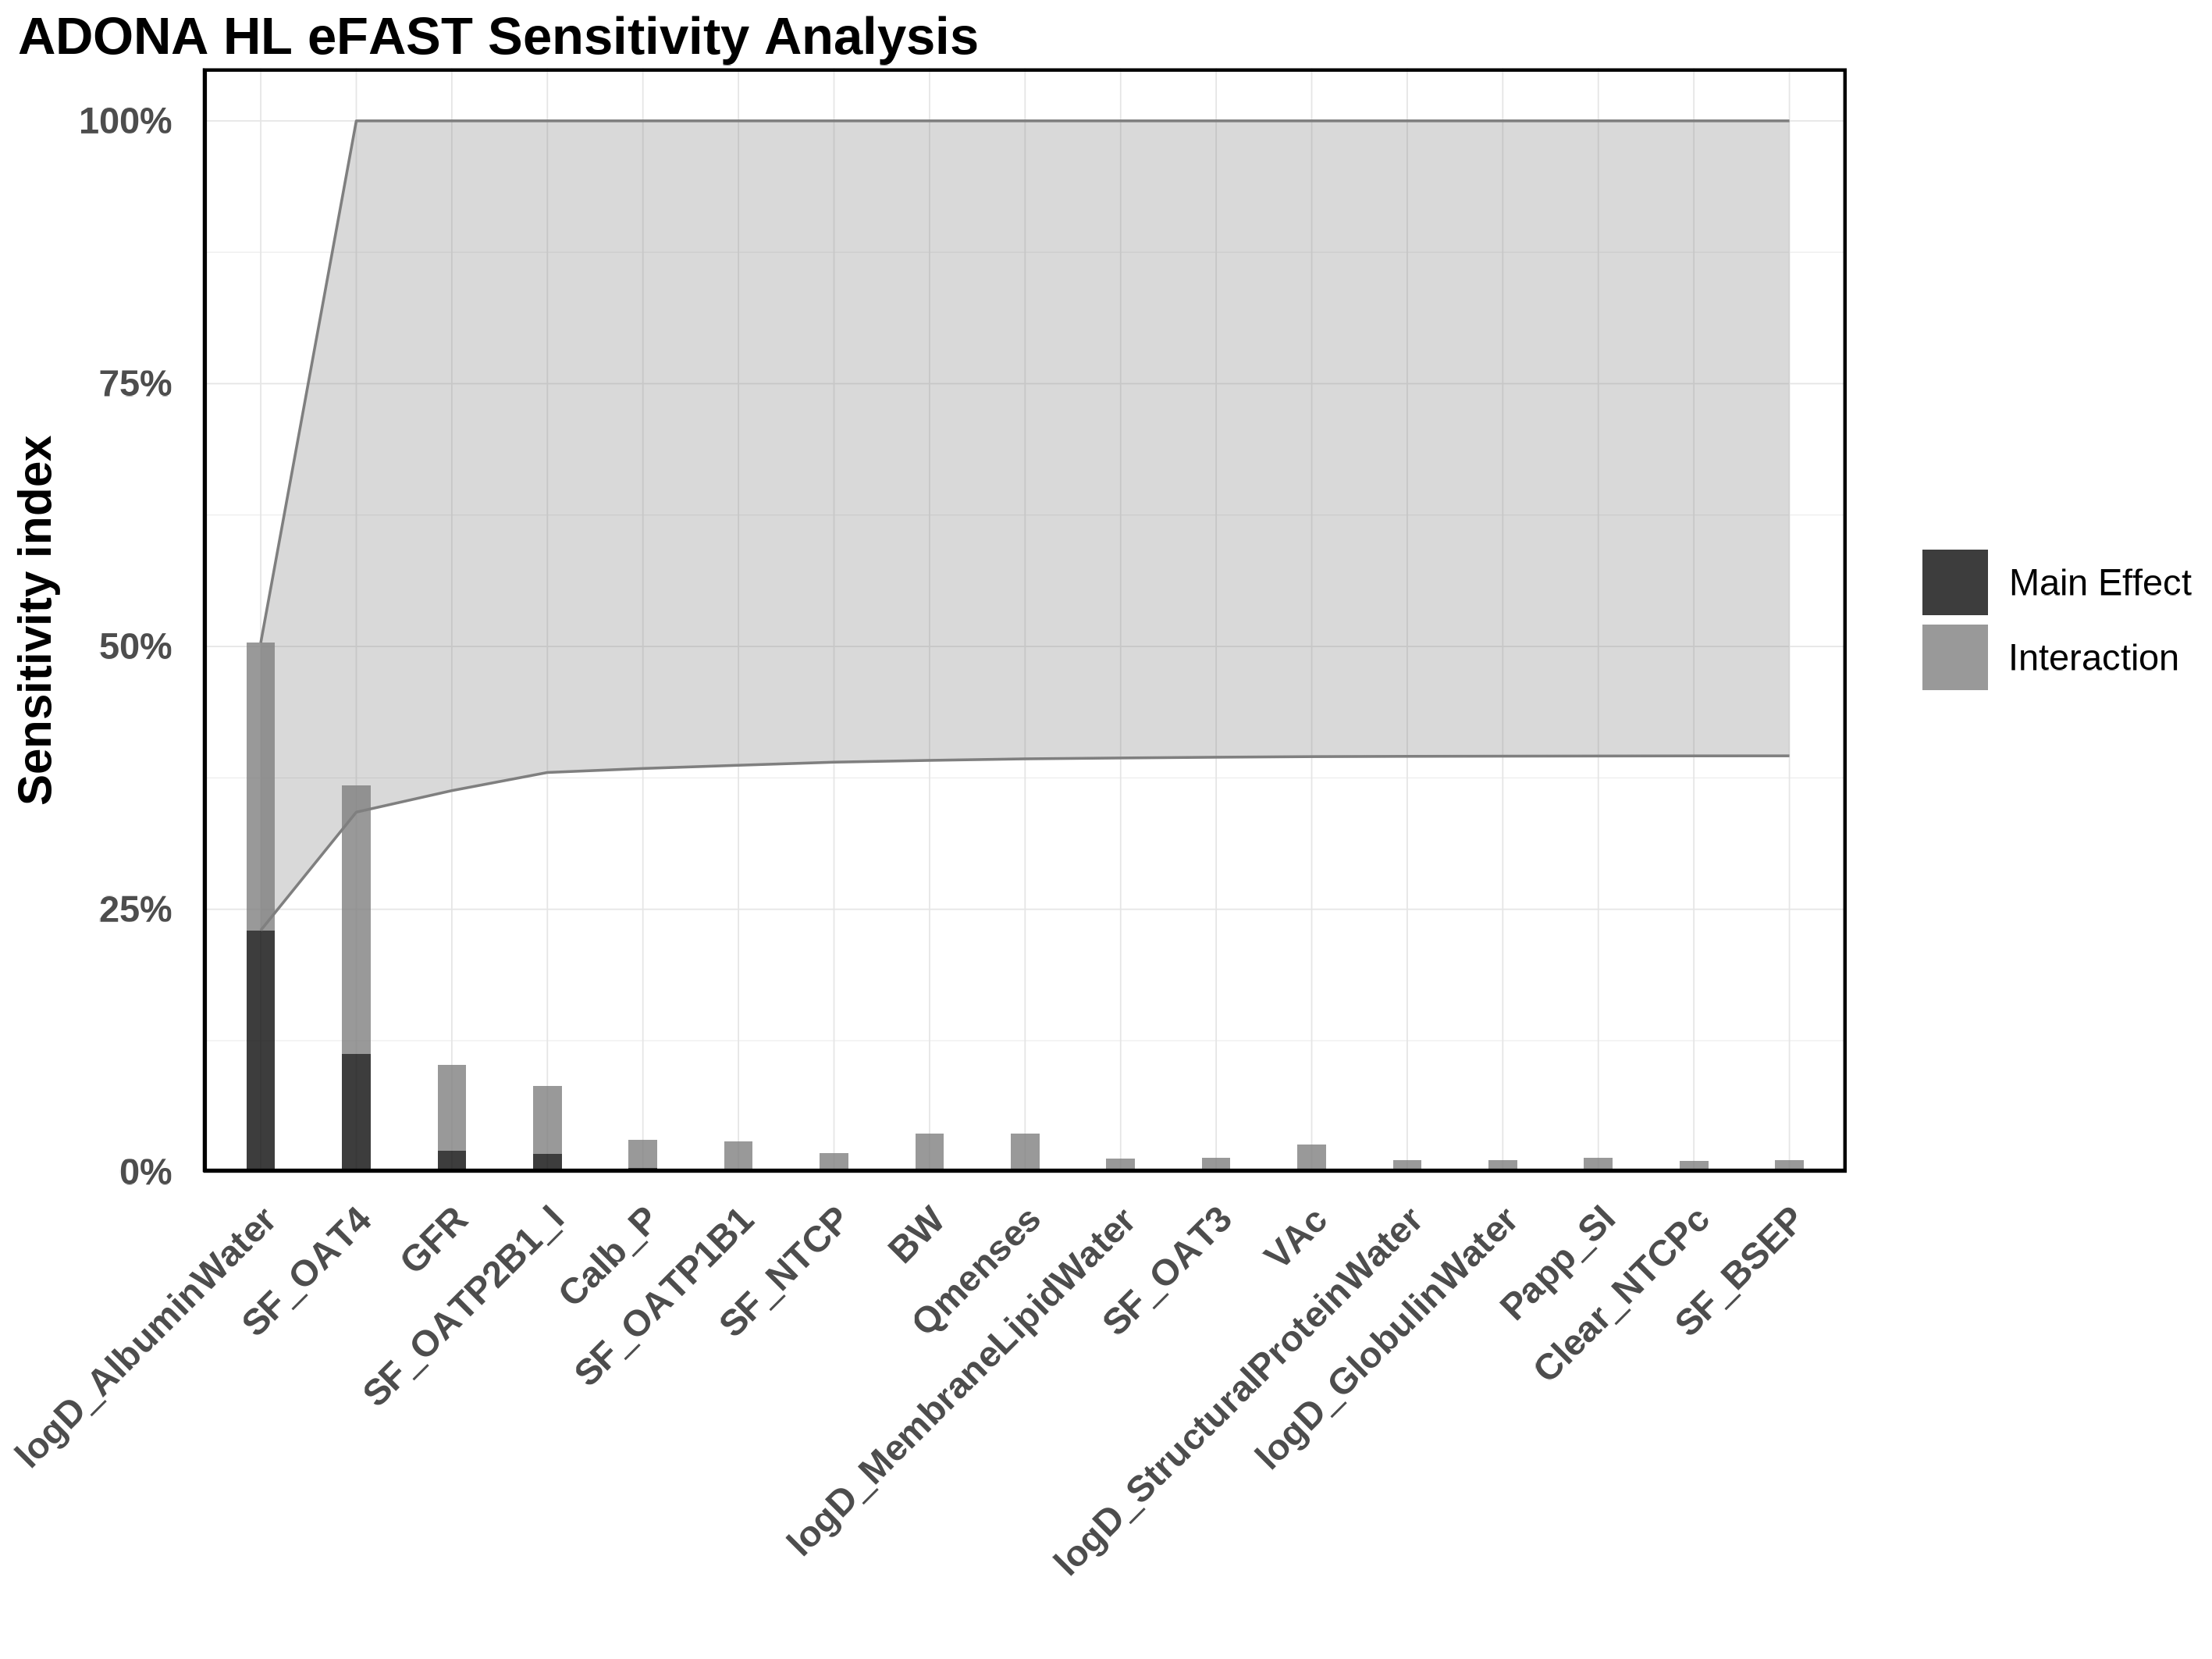 ADONA HL eFAST Sensitivity Analysis
Sensitivity index
100%
75%
50%
25%
0%
logD_AlbuminWater
SF_OAT4
GFR
SF_OATP2B1_I
Calb_P
SF_OATP1B1
SF_NTCP
BW
Qmenses
logD_MembraneLipidWater
SF_OAT3
VAc
logD_StructuralProteinWater
logD_GlobulinWater
Papp_SI
Clear_NTCPc
SF_BSEP
Main Effect
Interaction